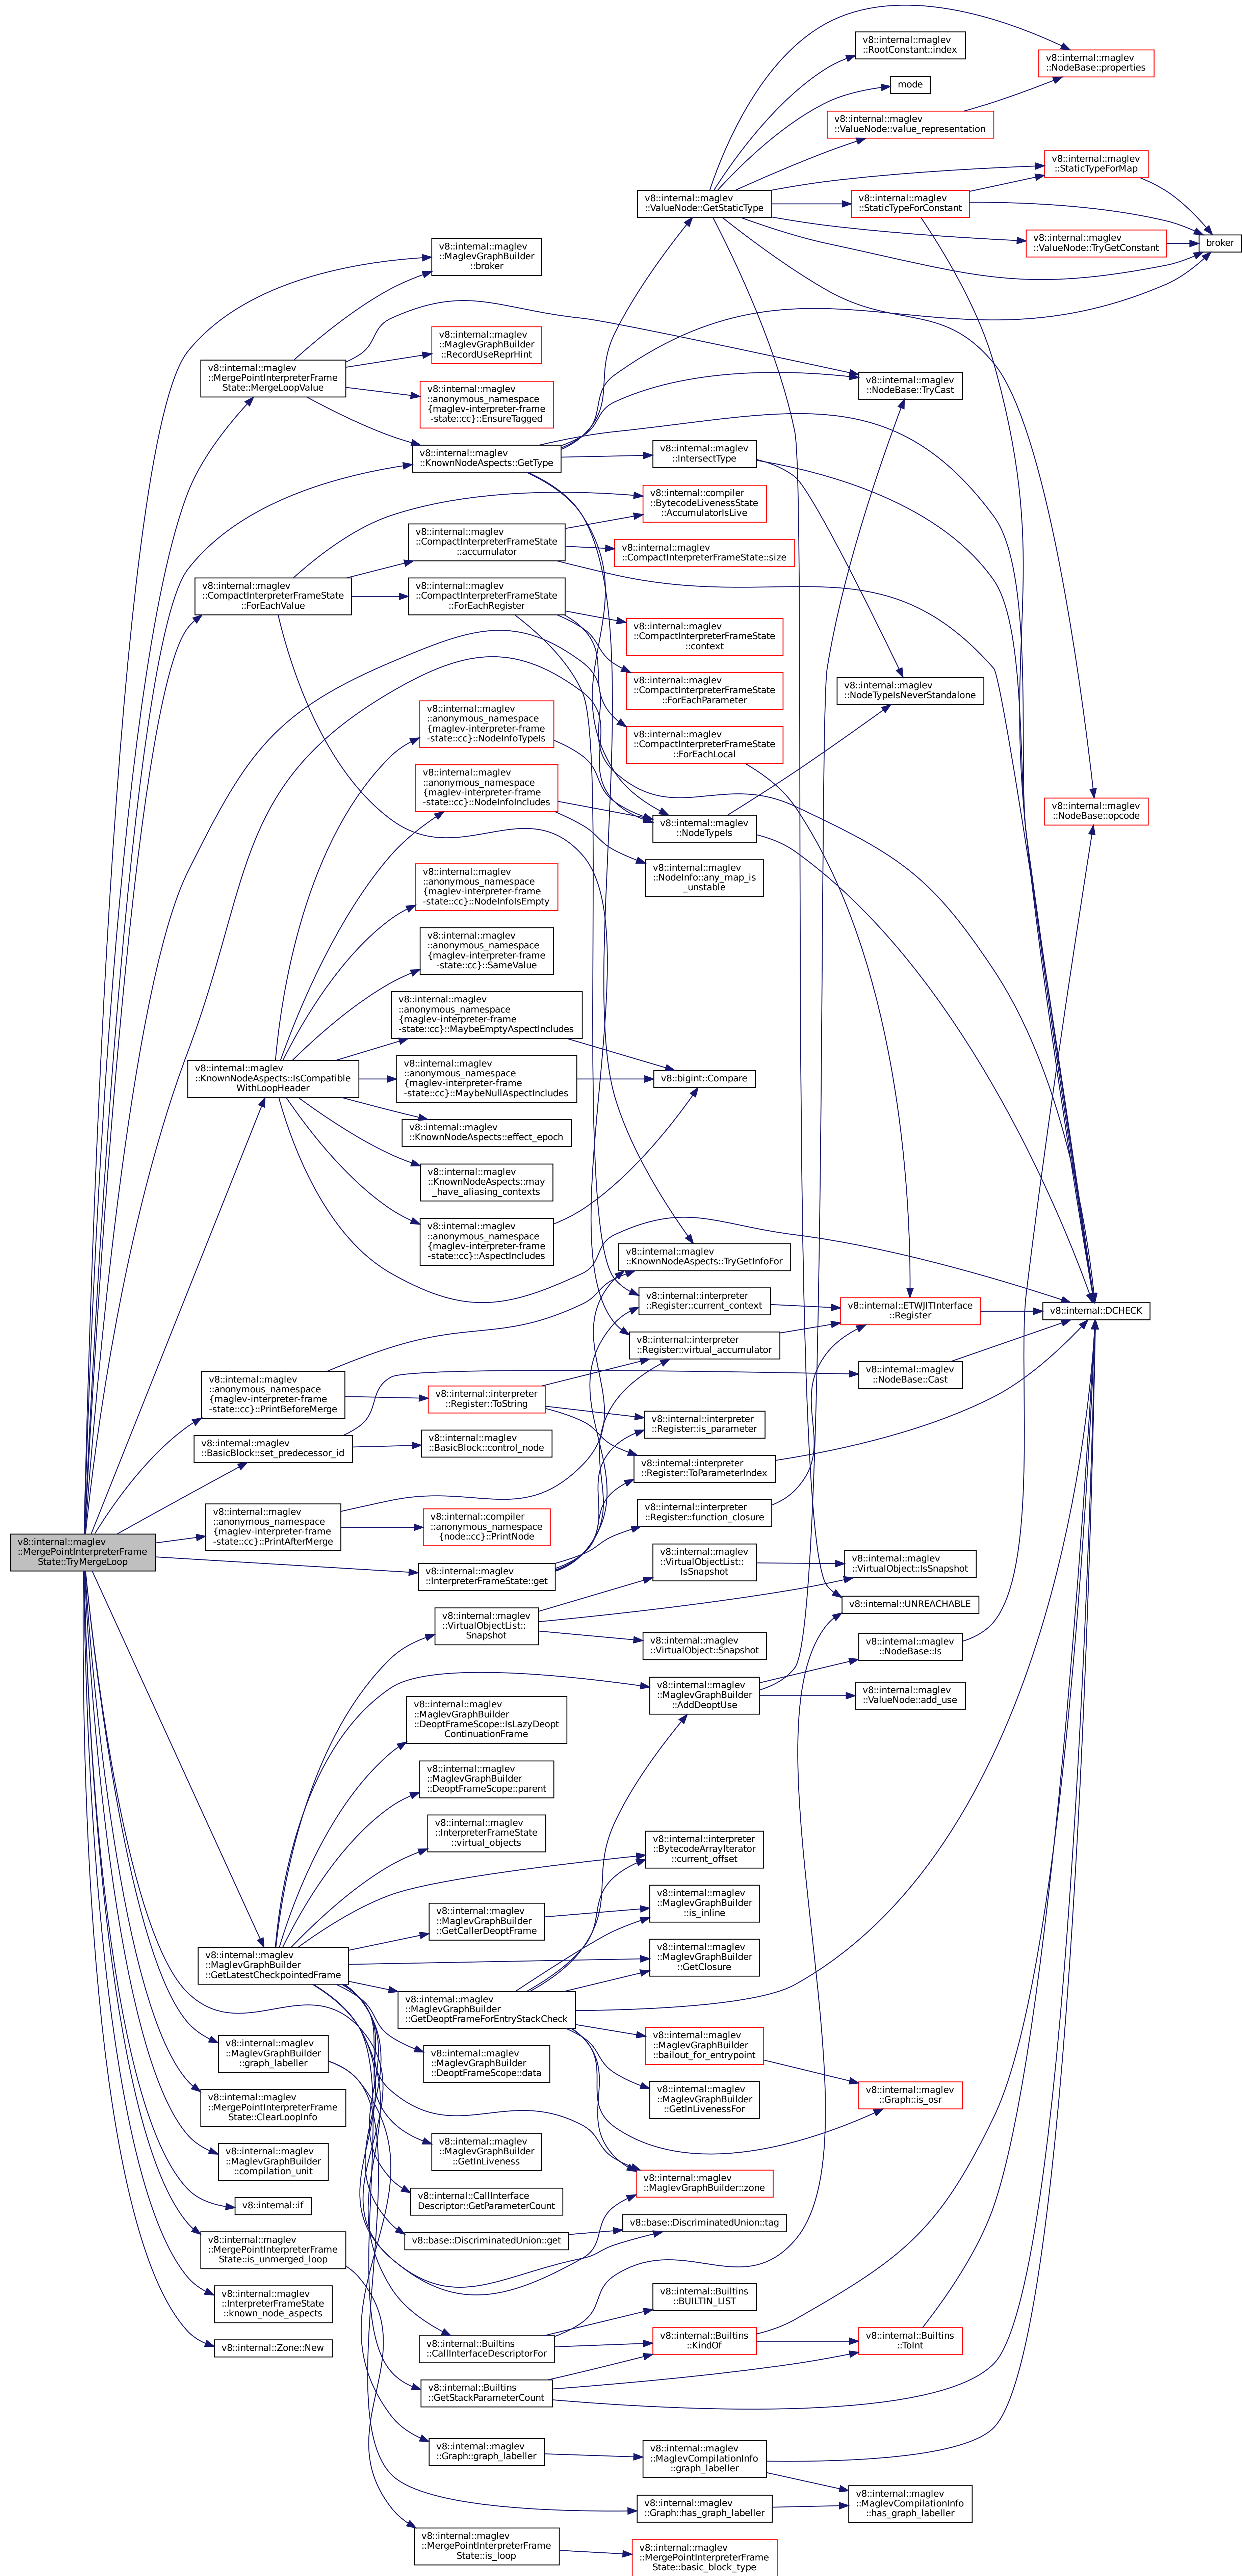 v8::internal::maglev
::RootConstant::index
v8::internal::maglev
::NodeBase::properties
mode
v8::internal::maglev
::ValueNode::value_representation
v8::internal::maglev
::StaticTypeForMap
v8::internal::maglev
::ValueNode::GetStaticType
v8::internal::maglev
::StaticTypeForConstant
v8::internal::maglev
::ValueNode::TryGetConstant
broker
v8::internal::maglev
::MaglevGraphBuilder
::broker
v8::internal::maglev
::MaglevGraphBuilder
::RecordUseReprHint
v8::internal::maglev
::MergePointInterpreterFrame
State::MergeLoopValue
v8::internal::maglev
::NodeBase::TryCast
v8::internal::maglev
::anonymous_namespace
{maglev-interpreter-frame
-state::cc}::EnsureTagged
v8::internal::maglev
::KnownNodeAspects::GetType
v8::internal::maglev
::IntersectType
v8::internal::compiler
::BytecodeLivenessState
::AccumulatorIsLive
v8::internal::maglev
::CompactInterpreterFrameState
::accumulator
v8::internal::maglev
::CompactInterpreterFrameState::size
v8::internal::maglev
::CompactInterpreterFrameState
::ForEachValue
v8::internal::maglev
::CompactInterpreterFrameState
::ForEachRegister
v8::internal::maglev
::CompactInterpreterFrameState
::context
v8::internal::maglev
::CompactInterpreterFrameState
::ForEachParameter
v8::internal::maglev
::NodeTypeIsNeverStandalone
v8::internal::maglev
::anonymous_namespace
{maglev-interpreter-frame
-state::cc}::NodeInfoTypeIs
v8::internal::maglev
::CompactInterpreterFrameState
::ForEachLocal
v8::internal::maglev
::anonymous_namespace
{maglev-interpreter-frame
-state::cc}::NodeInfoIncludes
v8::internal::maglev
::NodeBase::opcode
v8::internal::maglev
::NodeTypeIs
v8::internal::maglev
::NodeInfo::any_map_is
_unstable
v8::internal::maglev
::anonymous_namespace
{maglev-interpreter-frame
-state::cc}::NodeInfoIsEmpty
v8::internal::maglev
::anonymous_namespace
{maglev-interpreter-frame
-state::cc}::SameValue
v8::internal::maglev
::anonymous_namespace
{maglev-interpreter-frame
-state::cc}::MaybeEmptyAspectIncludes
v8::internal::maglev
::KnownNodeAspects::IsCompatible
WithLoopHeader
v8::internal::maglev
::anonymous_namespace
{maglev-interpreter-frame
-state::cc}::MaybeNullAspectIncludes
v8::bigint::Compare
v8::internal::maglev
::KnownNodeAspects::effect_epoch
v8::internal::maglev
::KnownNodeAspects::may
_have_aliasing_contexts
v8::internal::maglev
::anonymous_namespace
{maglev-interpreter-frame
-state::cc}::AspectIncludes
v8::internal::maglev
::KnownNodeAspects::TryGetInfoFor
v8::internal::interpreter
::Register::current_context
v8::internal::ETWJITInterface
::Register
v8::internal::DCHECK
v8::internal::interpreter
::Register::virtual_accumulator
v8::internal::maglev
::NodeBase::Cast
v8::internal::maglev
::anonymous_namespace
{maglev-interpreter-frame
-state::cc}::PrintBeforeMerge
v8::internal::interpreter
::Register::ToString
v8::internal::interpreter
::Register::is_parameter
v8::internal::maglev
::BasicBlock::set_predecessor_id
v8::internal::maglev
::BasicBlock::control_node
v8::internal::interpreter
::Register::ToParameterIndex
v8::internal::maglev
::anonymous_namespace
{maglev-interpreter-frame
-state::cc}::PrintAfterMerge
v8::internal::compiler
::anonymous_namespace
{node::cc}::PrintNode
v8::internal::interpreter
::Register::function_closure
v8::internal::maglev
::MergePointInterpreterFrame
State::TryMergeLoop
v8::internal::maglev
::InterpreterFrameState::get
v8::internal::maglev
::VirtualObjectList::
IsSnapshot
v8::internal::maglev
::VirtualObject::IsSnapshot
v8::internal::UNREACHABLE
v8::internal::maglev
::VirtualObjectList::
Snapshot
v8::internal::maglev
::VirtualObject::Snapshot
v8::internal::maglev
::NodeBase::Is
v8::internal::maglev
::MaglevGraphBuilder
::AddDeoptUse
v8::internal::maglev
::ValueNode::add_use
v8::internal::maglev
::MaglevGraphBuilder
::DeoptFrameScope::IsLazyDeopt
ContinuationFrame
v8::internal::maglev
::MaglevGraphBuilder
::DeoptFrameScope::parent
v8::internal::maglev
::InterpreterFrameState
::virtual_objects
v8::internal::interpreter
::BytecodeArrayIterator
::current_offset
v8::internal::maglev
::MaglevGraphBuilder
::is_inline
v8::internal::maglev
::MaglevGraphBuilder
::GetCallerDeoptFrame
v8::internal::maglev
::MaglevGraphBuilder
::GetLatestCheckpointedFrame
v8::internal::maglev
::MaglevGraphBuilder
::GetClosure
v8::internal::maglev
::MaglevGraphBuilder
::GetDeoptFrameForEntryStackCheck
v8::internal::maglev
::MaglevGraphBuilder
::graph_labeller
v8::internal::maglev
::MaglevGraphBuilder
::DeoptFrameScope::data
v8::internal::maglev
::MaglevGraphBuilder
::bailout_for_entrypoint
v8::internal::maglev
::Graph::is_osr
v8::internal::maglev
::MergePointInterpreterFrame
State::ClearLoopInfo
v8::internal::maglev
::MaglevGraphBuilder
::GetInLivenessFor
v8::internal::maglev
::MaglevGraphBuilder
::compilation_unit
v8::internal::maglev
::MaglevGraphBuilder
::GetInLiveness
v8::internal::maglev
::MaglevGraphBuilder::zone
v8::internal::if
v8::internal::CallInterface
Descriptor::GetParameterCount
v8::base::DiscriminatedUnion::tag
v8::base::DiscriminatedUnion::get
v8::internal::maglev
::MergePointInterpreterFrame
State::is_unmerged_loop
v8::internal::maglev
::InterpreterFrameState
::known_node_aspects
v8::internal::Builtins
::BUILTIN_LIST
v8::internal::Zone::New
v8::internal::Builtins
::CallInterfaceDescriptorFor
v8::internal::Builtins
::KindOf
v8::internal::Builtins
::ToInt
v8::internal::Builtins
::GetStackParameterCount
v8::internal::maglev
::Graph::graph_labeller
v8::internal::maglev
::MaglevCompilationInfo
::graph_labeller
v8::internal::maglev
::Graph::has_graph_labeller
v8::internal::maglev
::MaglevCompilationInfo
::has_graph_labeller
v8::internal::maglev
::MergePointInterpreterFrame
State::is_loop
v8::internal::maglev
::MergePointInterpreterFrame
State::basic_block_type